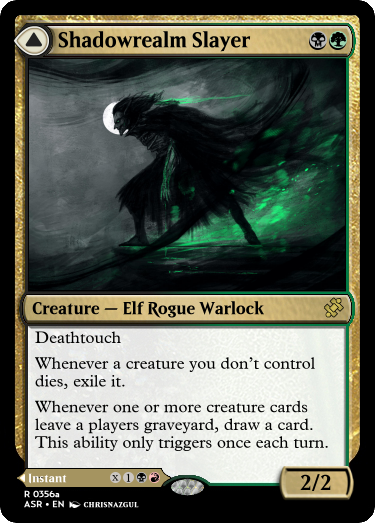 Shadowrealm Slayer
Creature — Elf Rogue Warlock
Deathtouch
Whenever a creature you don't control
dies, exile it.
Whenever one or more creature cards
leave a players graveyard, draw a card.
This ability only triggers once each turn.
Instant X 1
2/2
R 0356a
ASR • EN CHRISNAZGUL